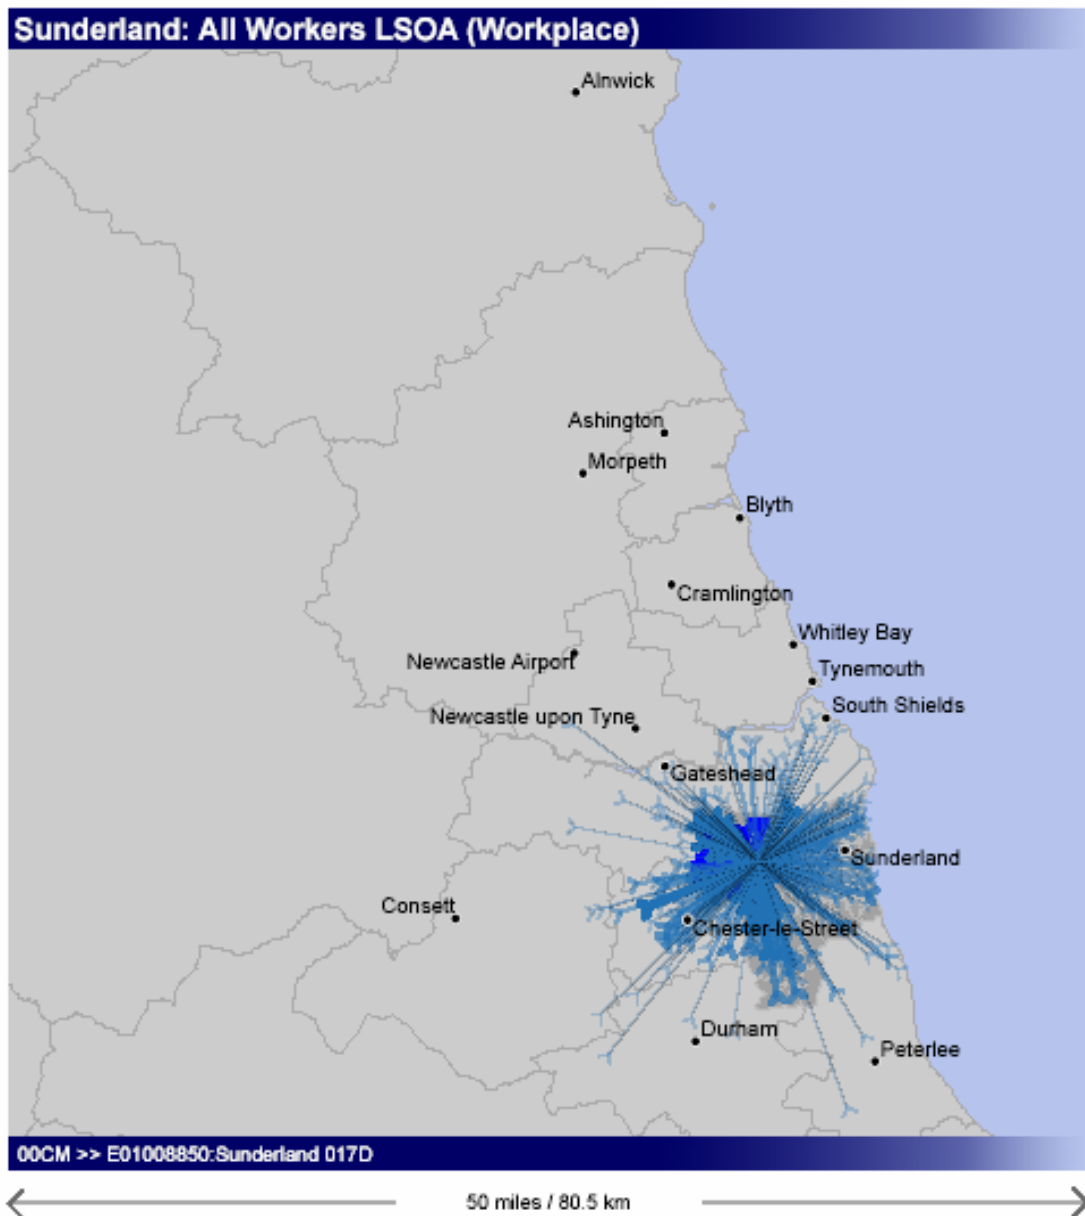 Sunderland: All Workers LSOA (Workplace)
Alnwick
Ashington
Morpeth
Blyth
Cramlington
Whitley Bay
Newcastle Airport
Tynemouth
South Shields
Newcastle upon Tyne
Gateshead
Sunderland
Consett
Chester-le-Street
Durham
Peterlee
00CM >> E01008850:Sunderland 017D
50 miles / 80.5 km